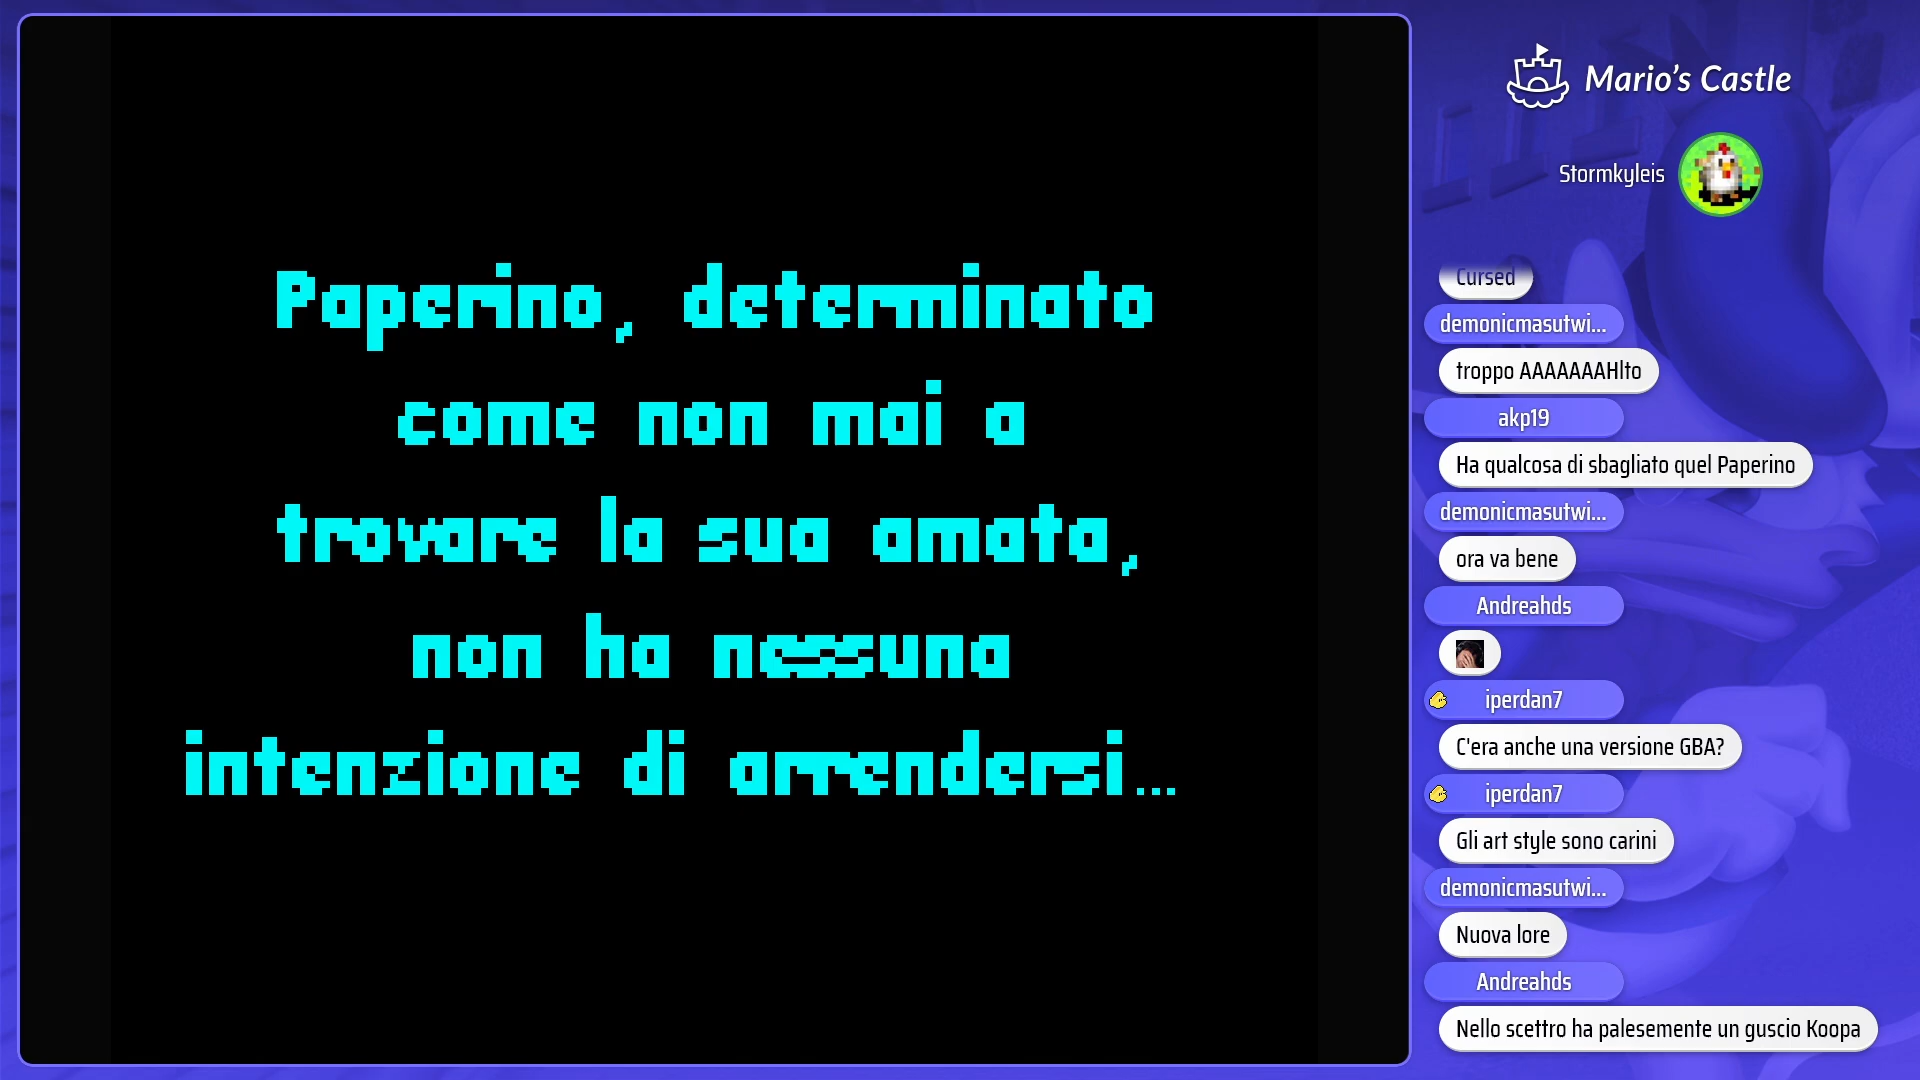 Paperino, determinato
come non mai a
trovare la sua amata,
non ha nessuna
intenzione di arrendersi...
Mario's Castle
Stormkyleis
Cursed
demonicmasutwi...
troppo AAAAAAAHlto
akp19
Ha qualcosa di sbagliato quel Paperino
demonicmasutwi...
ora va bene
Andreahds
iperdan7
C'era anche una versione GBA?
iperdan7
Gli art style sono carini
demonicmasutwi...
Nuova lore
Andreahds
Nello scettro ha palesemente un guscio Koopa